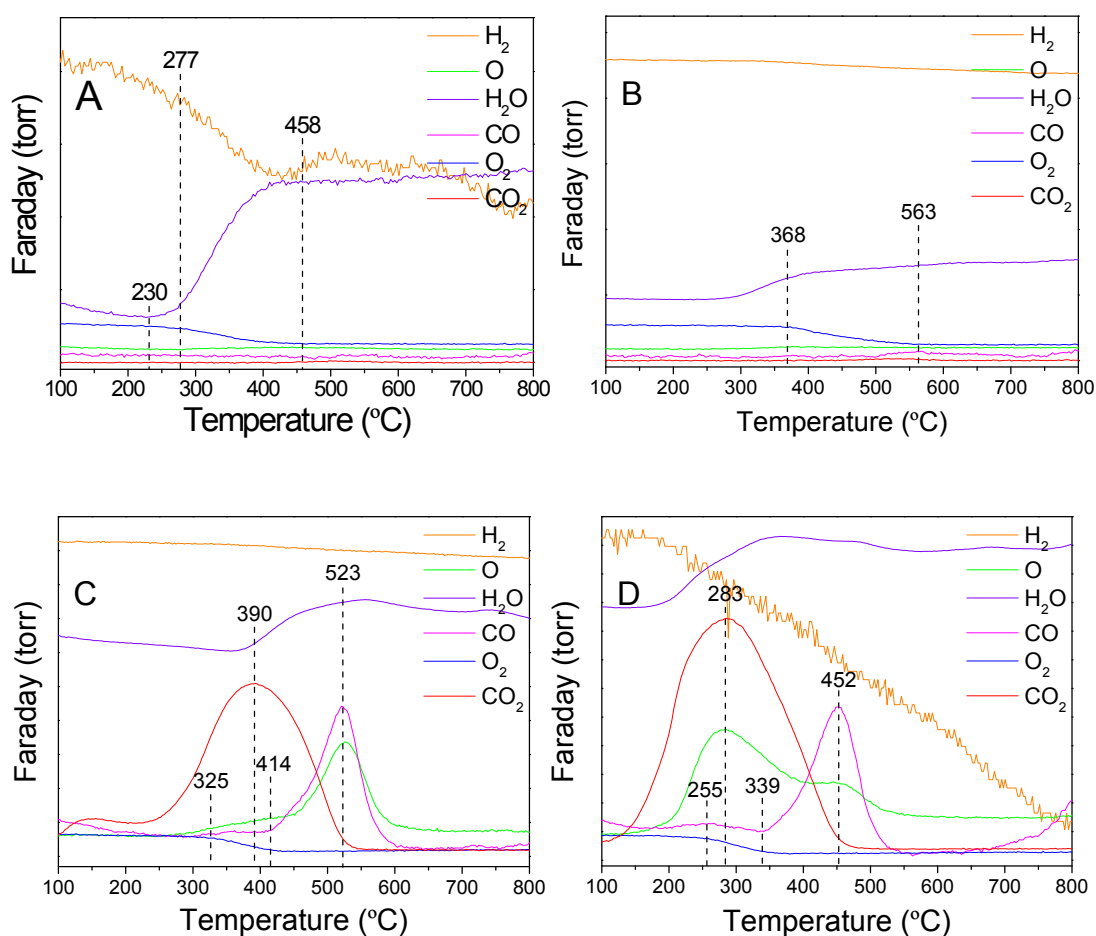 A
277
458
230
H₂
O
H₂O
CO
O₂
CO₂
Faraday (torr)
100 200 300 400 500 600 700 800
Temperature (ºC)
B
368
563
H₂
O
H₂O
CO
O₂
CO₂
Faraday (torr)
100 200 300 400 500 600 700 800
Temperature (ºC)
C
523
390
325
414
H₂
O
H₂O
CO
O₂
CO₂
Faraday (torr)
100 200 300 400 500 600 700 800
Temperature (ºC)
D
283
452
255
339
H₂
O
H₂O
CO
O₂
CO₂
Faraday (torr)
100 200 300 400 500 600 700 800
Temperature (ºC)